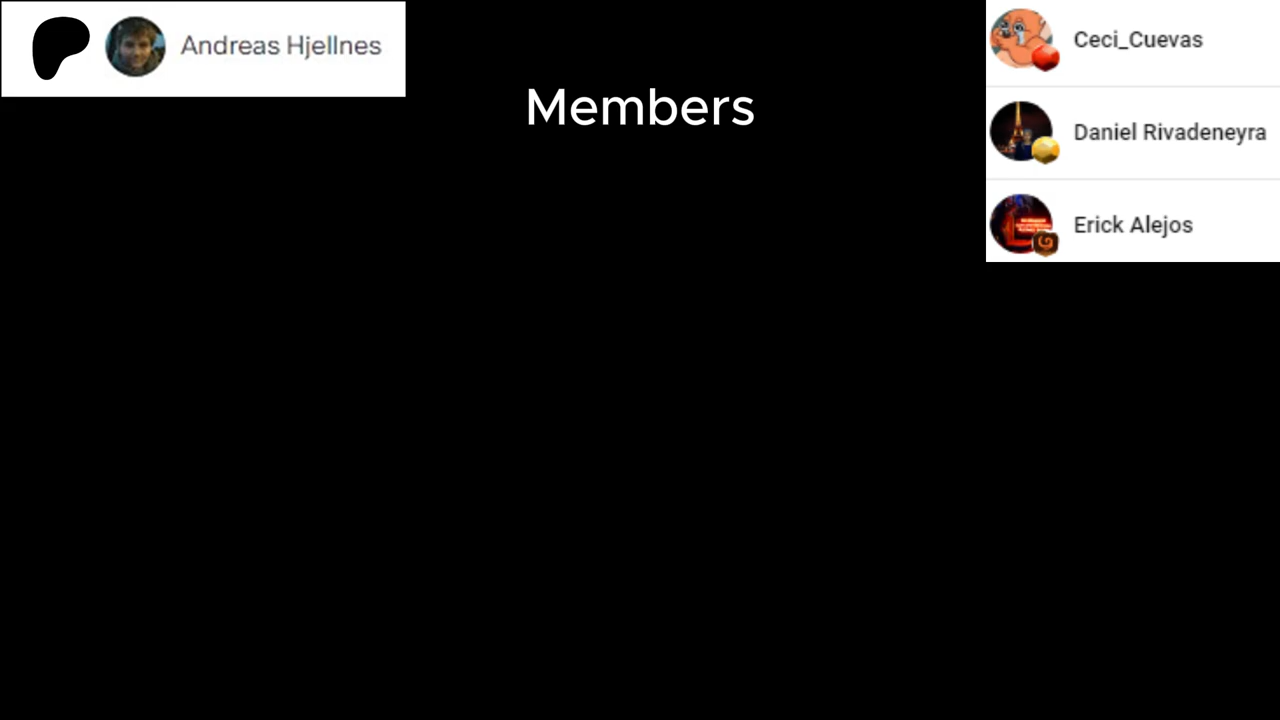 Andreas Hjellnes
Members
Ceci_Cuevas
Daniel Rivadeneyra
Erick Alejos